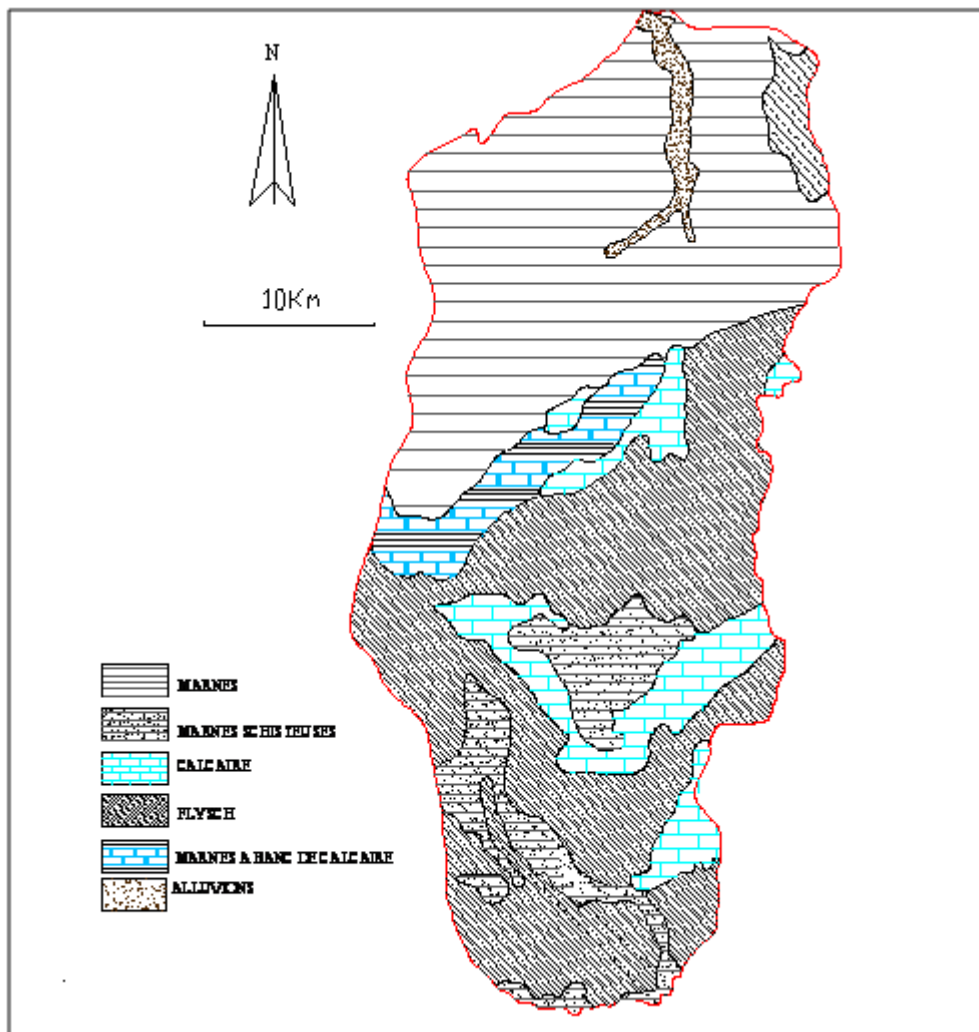 N
10Km
MARNES
MARNES SCHISTEUSES
CALCAIRE
FLYSCH
MARNES A BANC DE CALCAIRE
ALLUVIONS